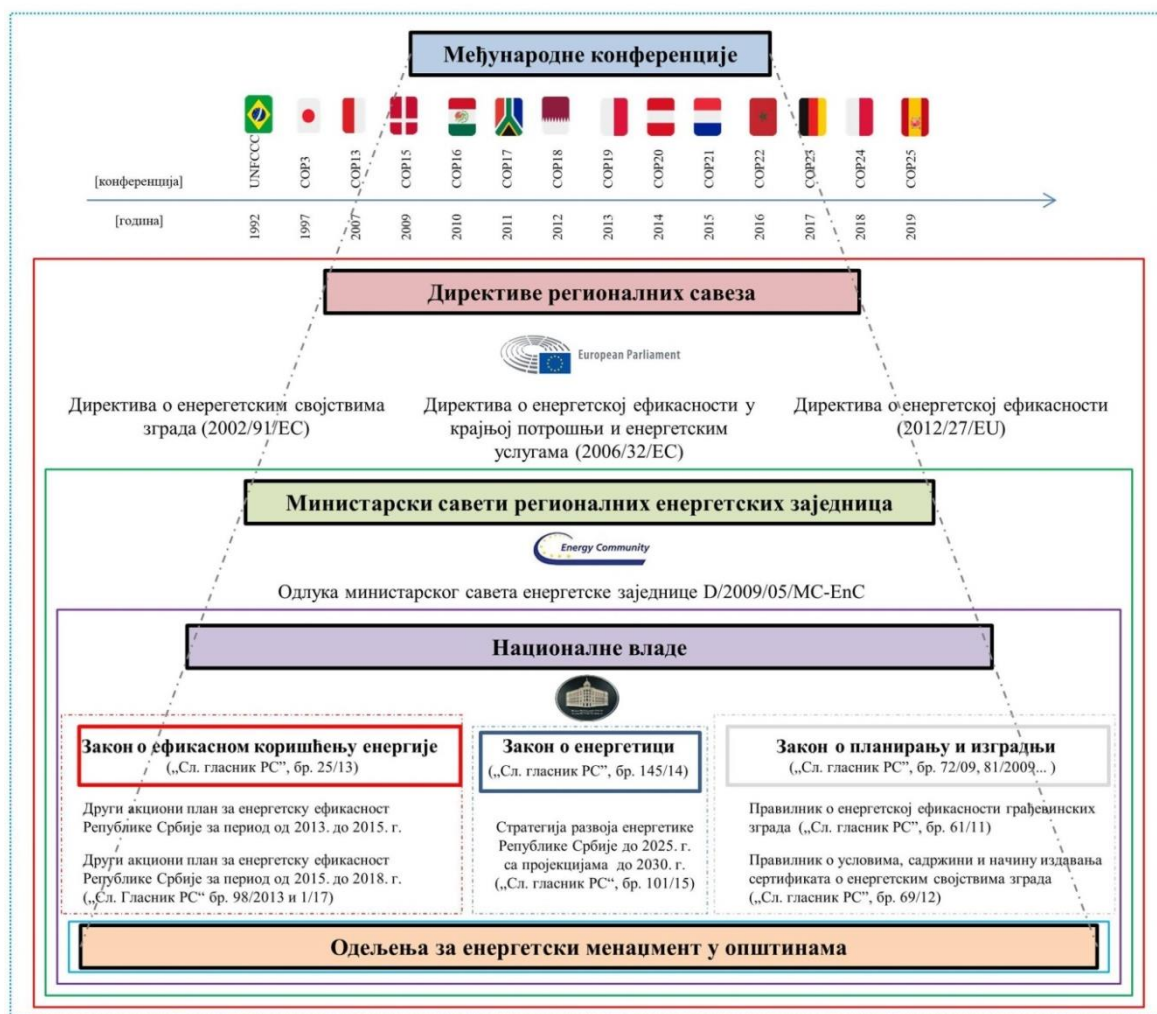 Међународне конференције
[конференција]
UNFCCC
COP3
COP13
COP15
COP16
COP17
COP18
COP19
COP20
COP21
COP22
COP23
COP24
COP25
[година]
1992
1997
2007
2009
2010
2011
2012
2013
2014
2015
2016
2017
2018
2019
Директиве регионалних савеза
European Parliament
Директива о енерегетским својствима
зграда (2002/91/EC)
Директива о енергетској ефикасности у
крајњој потрошњи и енергетским
услугама (2006/32/EC)
Директива о енергетској ефикасности
(2012/27/EU)
Министарски савети регионалних енергетских заједница
Energy Community
Одлука министарског савета енергетске заједнице D/2009/05/MC-EnC
Националне владе
Закон о ефикасном коришћењу енергије
(„Сл. гласник РС”, бр. 25/13)
Други акциони план за енергетску ефикасност
Републике Србије за период од 2013. до 2015. г.
Други акциони план за енергетску ефикасност
Републике Србије за период од 2015. до 2018. г.
(„Сл. Гласник РС“ бр. 98/2013 и 1/17)
Закон о енергетици
(„Сл. гласник РС”, бр. 145/14)
Стратегија развоја енергетике
Републике Србије до 2025. г.
са пројекцијама до 2030. г.
(„Сл. гласник РС“, бр. 101/15)
Закон о планирању и изградњи
(„Сл. гласник РС”, бр. 72/09, 81/2009... )
Правилник о енергетској ефикасности грађевинских
зграда („Сл. гласник РС”, бр. 61/11)
Правилник о условима, садржини и начину издавања
сертификата о енергетским својствима зграда
(„Сл. гласник РС”, бр. 69/12)
Одељења за енергетски менаџмент у општинама